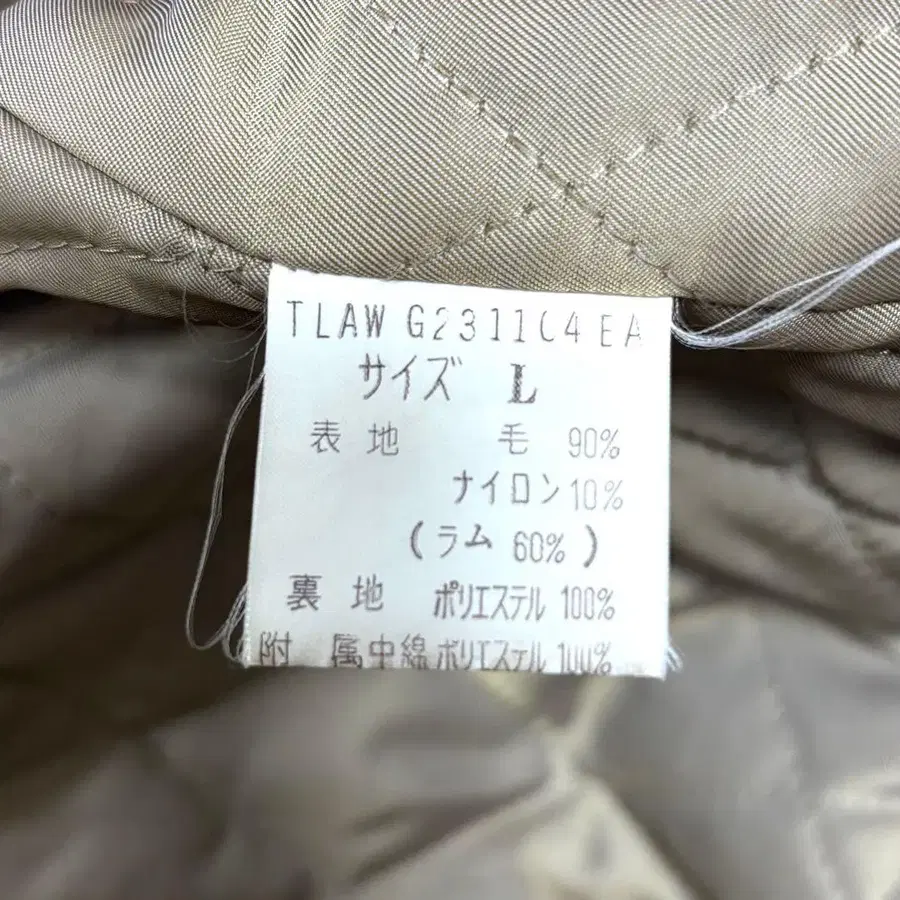 TLAW G2311C4 EA
サイズ L
表地 毛 90%
ナイロン 10%
(ラム 60%)
裏地 ポリエステル 100%
附属中綿 ポリエステル 100%